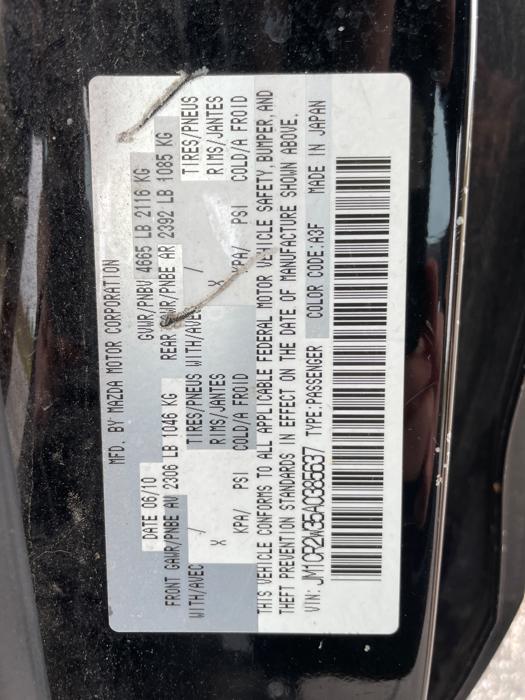 MFD. BY MAZDA MOTOR CORPORATION
DATE 06/10 GVWR/PNBV 4665 LB 2116 KG
FRONT GAWR/PNBE AV 2306 LB 1046 KG REAR GAWR/PNBE AR 2392 LB 1085 KG
TIRES/PNEUS WITH/AVEC TIRES/PNEUS
WITH/AVEC / RIMS/JANTES / RIMS/JANTES
X X
KPA/ PSI COLD/A FROID KPA/ PSI COLD/A FROID
THIS VEHICLE CONFORMS TO ALL APPLICABLE FEDERAL MOTOR VEHICLE SAFETY, BUMPER, AND
THEFT PREVENTION STANDARDS IN EFFECT ON THE DATE OF MANUFACTURE SHOWN ABOVE.
VIN: JM1CR2W35A0385637 TYPE:PASSENGER COLOR CODE:A3F MADE IN JAPAN